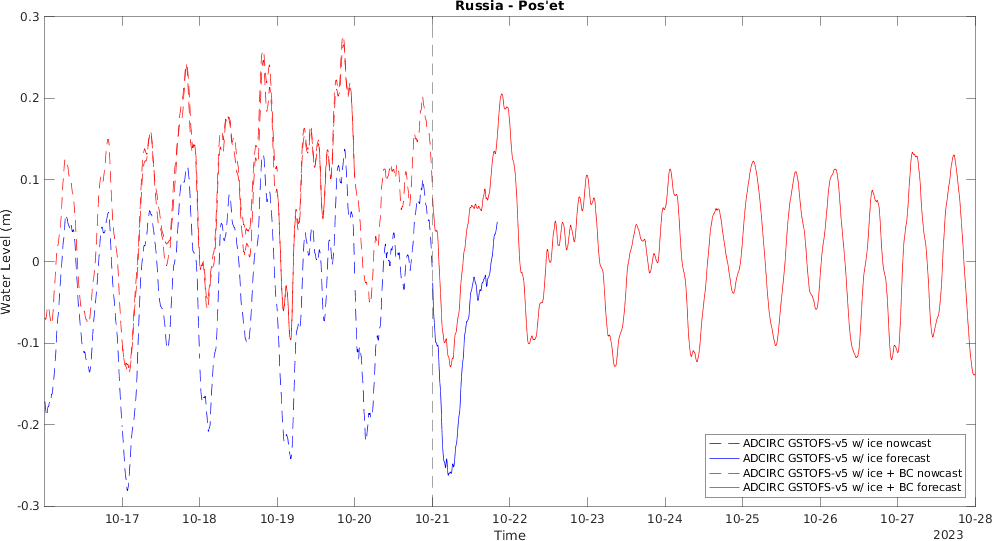 Russia - Pos'et
Water Level (m)
0.3
0.2
0.1
0
-0.1
-0.2
-0.3
ADCIRC GSTOFS-v5 w/ ice nowcast
ADCIRC GSTOFS-v5 w/ ice forecast
ADCIRC GSTOFS-v5 w/ ice + BC nowcast
ADCIRC GSTOFS-v5 w/ ice + BC forecast
10-17 10-18 10-19 10-20 10-21 10-22 10-23 10-24 10-25 10-26 10-27 10-28
Time
2023